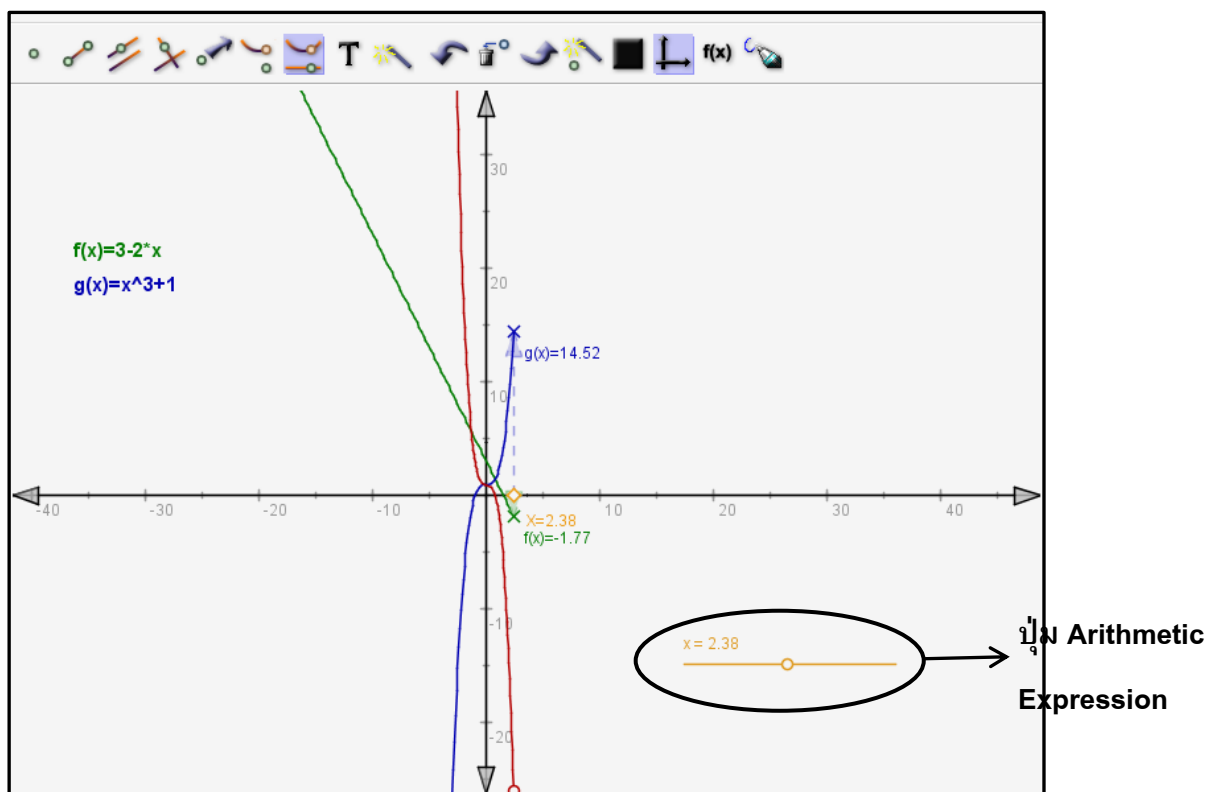 T f(x)
30
f(x)=3-2*x
20
g(x)=x^3+1
g(x)=14.52
10
-40 -30 -20 -10 10 20 30 40
X=2.38
f(x)=-1.77
-10
x = 2.38
ปุ่ม Arithmetic
Expression
-20